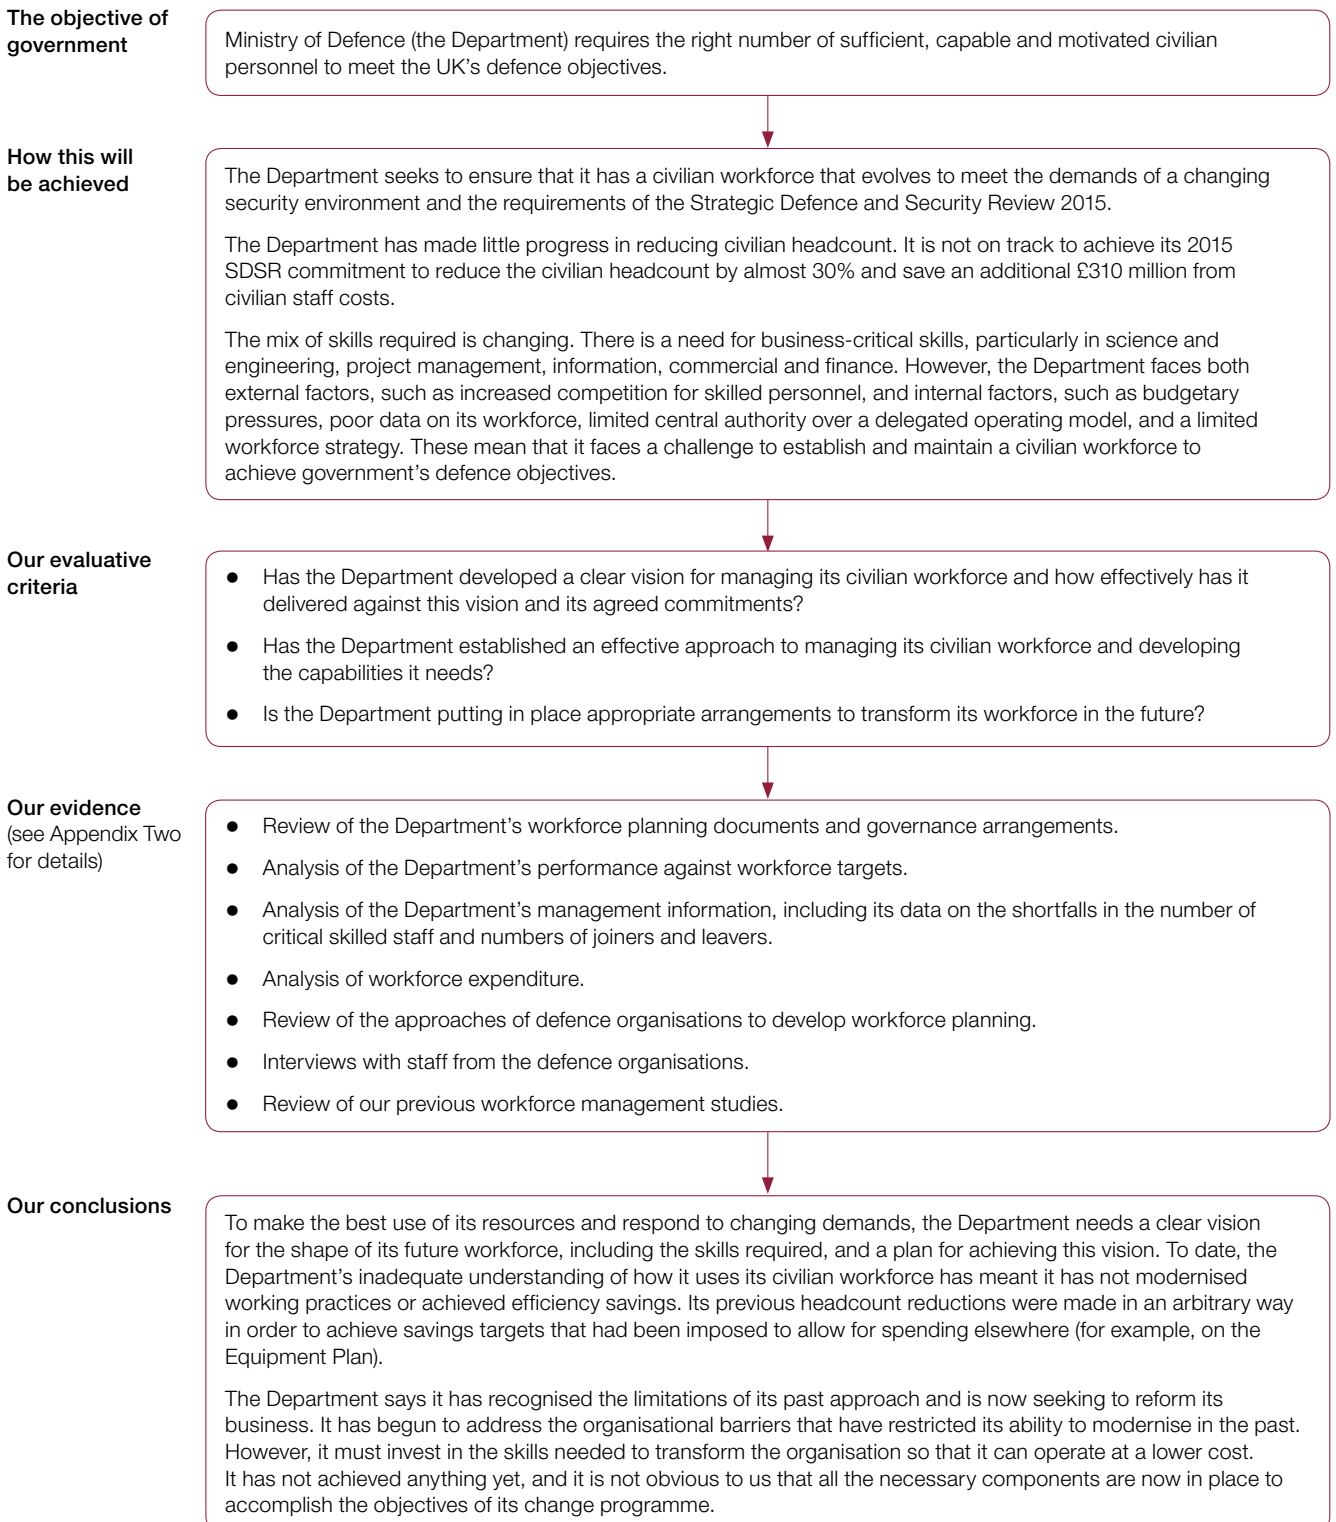 The objective of
government
Ministry of Defence (the Department) requires the right number of sufficient, capable and motivated civilian
personnel to meet the UK's defence objectives.
How this will
be achieved
The Department seeks to ensure that it has a civilian workforce that evolves to meet the demands of a changing
security environment and the requirements of the Strategic Defence and Security Review 2015.
The Department has made little progress in reducing civilian headcount. It is not on track to achieve its 2015
SDSR commitment to reduce the civilian headcount by almost 30% and save an additional £310 million from
civilian staff costs.
The mix of skills required is changing. There is a need for business-critical skills, particularly in science and
engineering, project management, information, commercial and finance. However, the Department faces both
external factors, such as increased competition for skilled personnel, and internal factors, such as budgetary
pressures, poor data on its workforce, limited central authority over a delegated operating model, and a limited
workforce strategy. These mean that it faces a challenge to establish and maintain a civilian workforce to
achieve government's defence objectives.
Our evaluative
criteria
● Has the Department developed a clear vision for managing its civilian workforce and how effectively has it
delivered against this vision and its agreed commitments?
● Has the Department established an effective approach to managing its civilian workforce and developing
the capabilities it needs?
● Is the Department putting in place appropriate arrangements to transform its workforce in the future?
Our evidence
(see Appendix Two
for details)
● Review of the Department's workforce planning documents and governance arrangements.
● Analysis of the Department's performance against workforce targets.
● Analysis of the Department's management information, including its data on the shortfalls in the number of
critical skilled staff and numbers of joiners and leavers.
● Analysis of workforce expenditure.
● Review of the approaches of defence organisations to develop workforce planning.
● Interviews with staff from the defence organisations.
● Review of our previous workforce management studies.
Our conclusions
To make the best use of its resources and respond to changing demands, the Department needs a clear vision
for the shape of its future workforce, including the skills required, and a plan for achieving this vision. To date, the
Department's inadequate understanding of how it uses its civilian workforce has meant it has not modernised
working practices or achieved efficiency savings. Its previous headcount reductions were made in an arbitrary way
in order to achieve savings targets that had been imposed to allow for spending elsewhere (for example, on the
Equipment Plan).
The Department says it has recognised the limitations of its past approach and is now seeking to reform its
business. It has begun to address the organisational barriers that have restricted its ability to modernise in the past.
However, it must invest in the skills needed to transform the organisation so that it can operate at a lower cost.
It has not achieved anything yet, and it is not obvious to us that all the necessary components are now in place to
accomplish the objectives of its change programme.